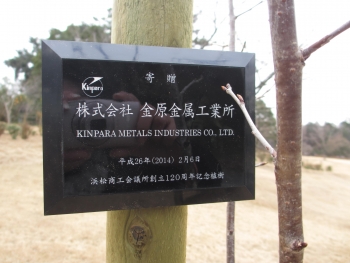 Kinpara
寄贈
株式会社 金原金属工業所
KINPARA METALS INDUSTRIES CO., LTD.
平成26年(2014)2月6日
浜松商工会議所創立120周年記念植樹